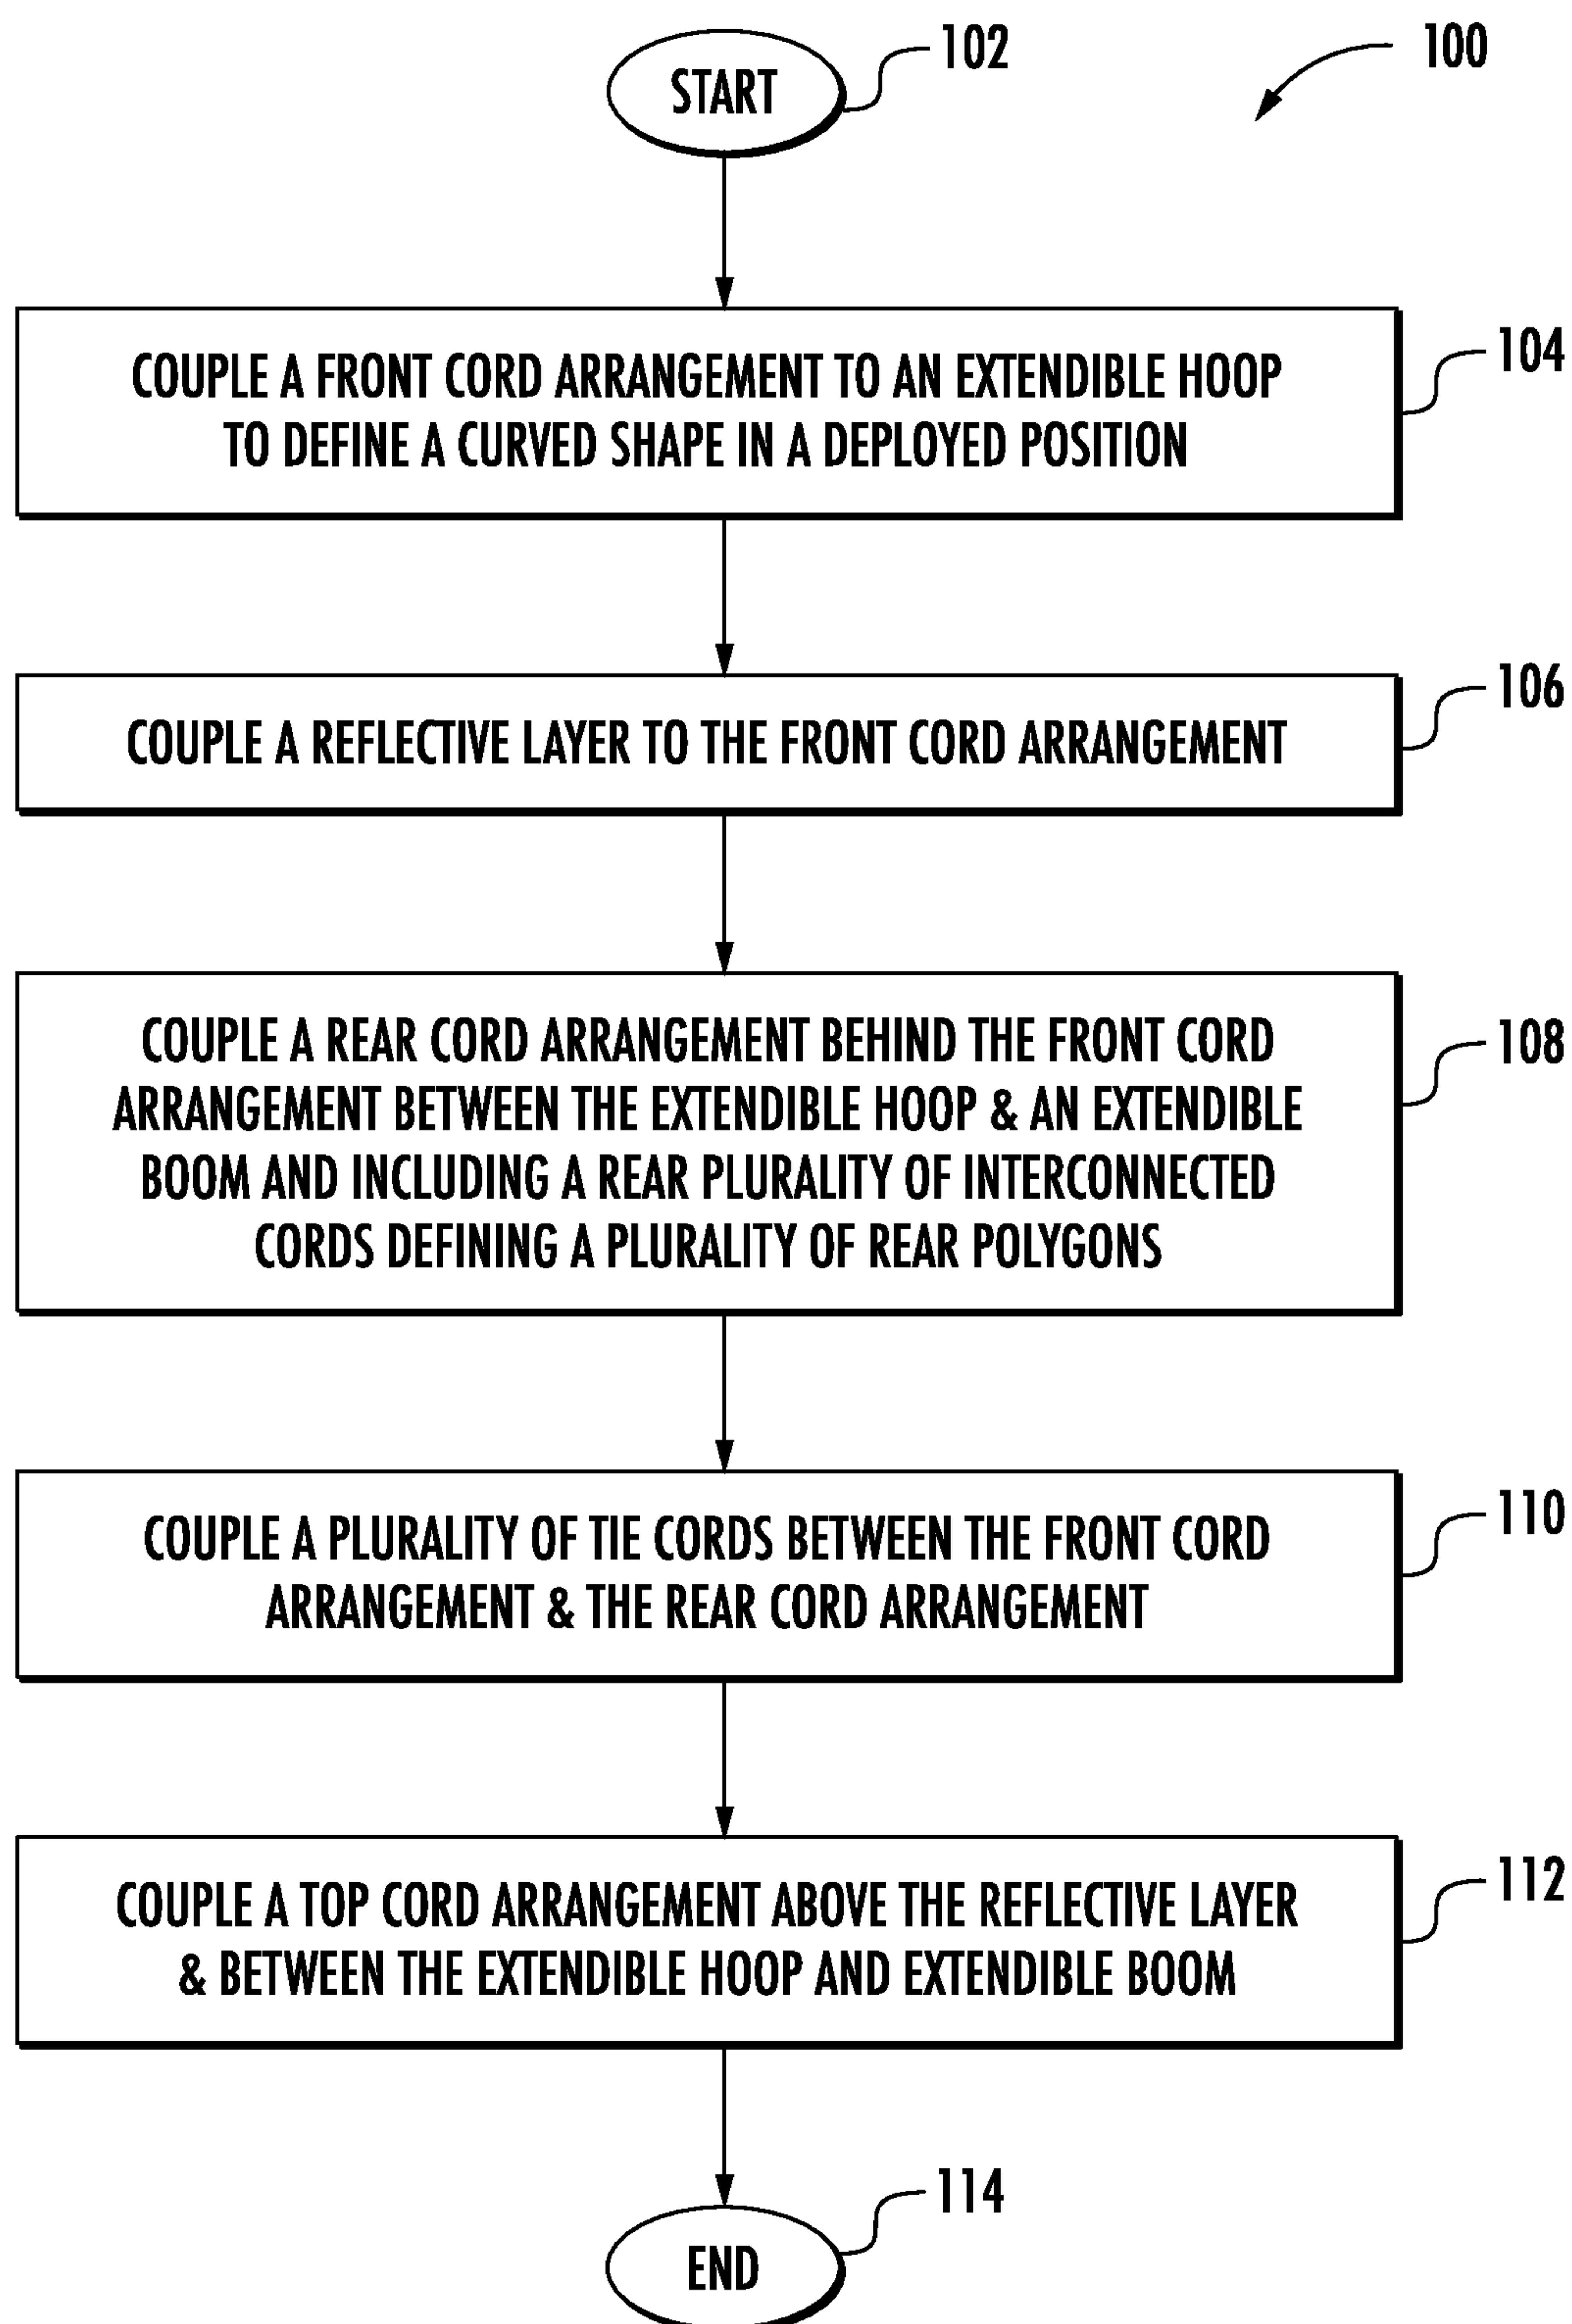 START
102
100
COUPLE A FRONT CORD ARRANGEMENT TO AN EXTENDIBLE HOOP
TO DEFINE A CURVED SHAPE IN A DEPLOYED POSITION
104
COUPLE A REFLECTIVE LAYER TO THE FRONT CORD ARRANGEMENT
106
COUPLE A REAR CORD ARRANGEMENT BEHIND THE FRONT CORD
ARRANGEMENT BETWEEN THE EXTENDIBLE HOOP & AN EXTENDIBLE
BOOM AND INCLUDING A REAR PLURALITY OF INTERCONNECTED
CORDS DEFINING A PLURALITY OF REAR POLYGONS
108
COUPLE A PLURALITY OF TIE CORDS BETWEEN THE FRONT CORD
ARRANGEMENT & THE REAR CORD ARRANGEMENT
110
COUPLE A TOP CORD ARRANGEMENT ABOVE THE REFLECTIVE LAYER
& BETWEEN THE EXTENDIBLE HOOP AND EXTENDIBLE BOOM
112
END
114